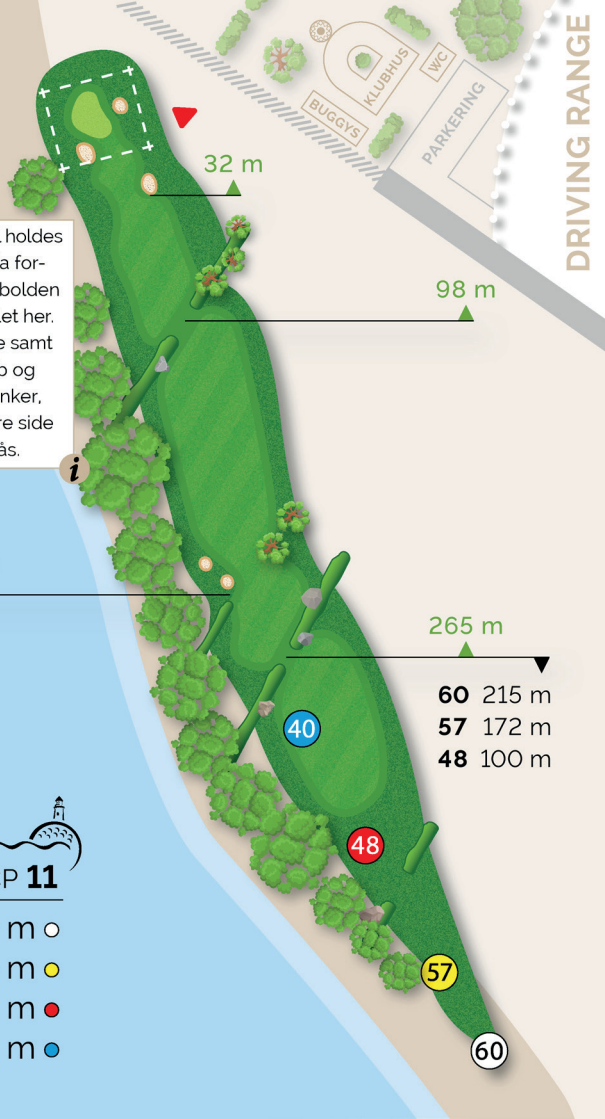 KLUBHUS
WC
BUGGYS
PARKERING
DRIVING RANGE
32 m
holdes
a for-
bolden
et her.
e samt
og
nker,
re side
ås.
i
98 m
265 m
60 215 m
57 172 m
48 100 m
40
48
57
60
P 11
m
m
m
m